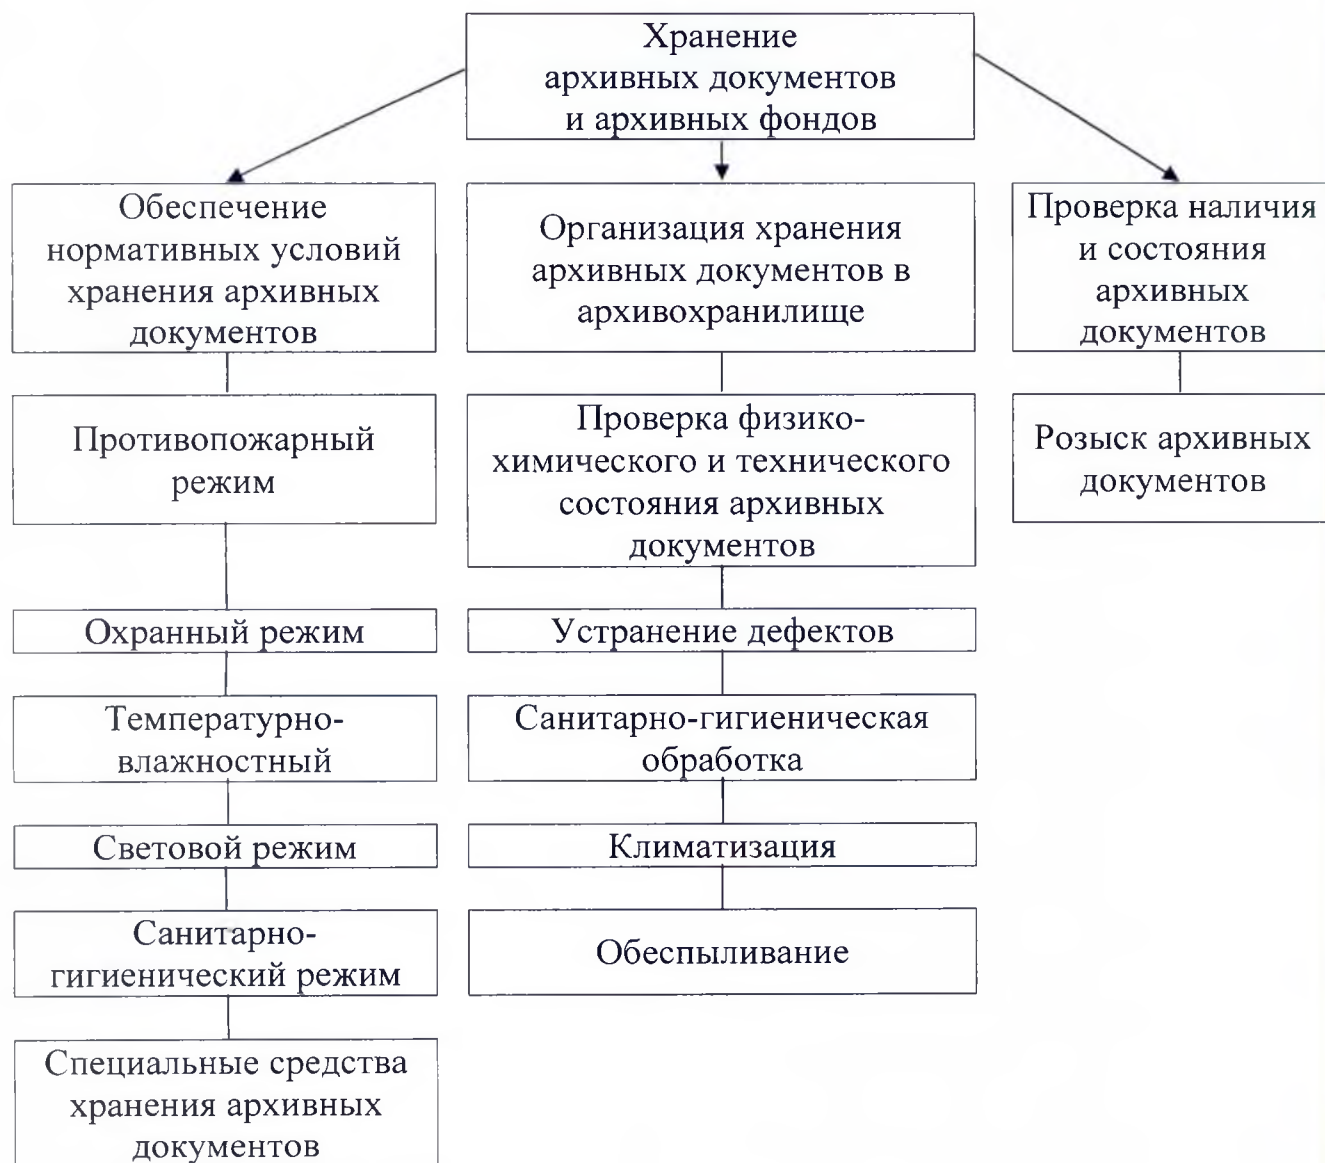 Хранение
архивных документов
и архивных фондов
Обеспечение
нормативных условий
хранения архивных
документов
Организация хранения
архивных документов в
архивохранилище
Проверка наличия
и состояния
архивных
документов
Противопожарный
режим
Проверка физико-
химического и технического
состояния архивных
документов
Розыск архивных
документов
Охранный режим
Устранение дефектов
Температурно-
влажностный
Санитарно-гигиеническая
обработка
Световой режим
Климатизация
Санитарно-
гигиенический режим
Обеспыливание
Специальные средства
хранения архивных
документов